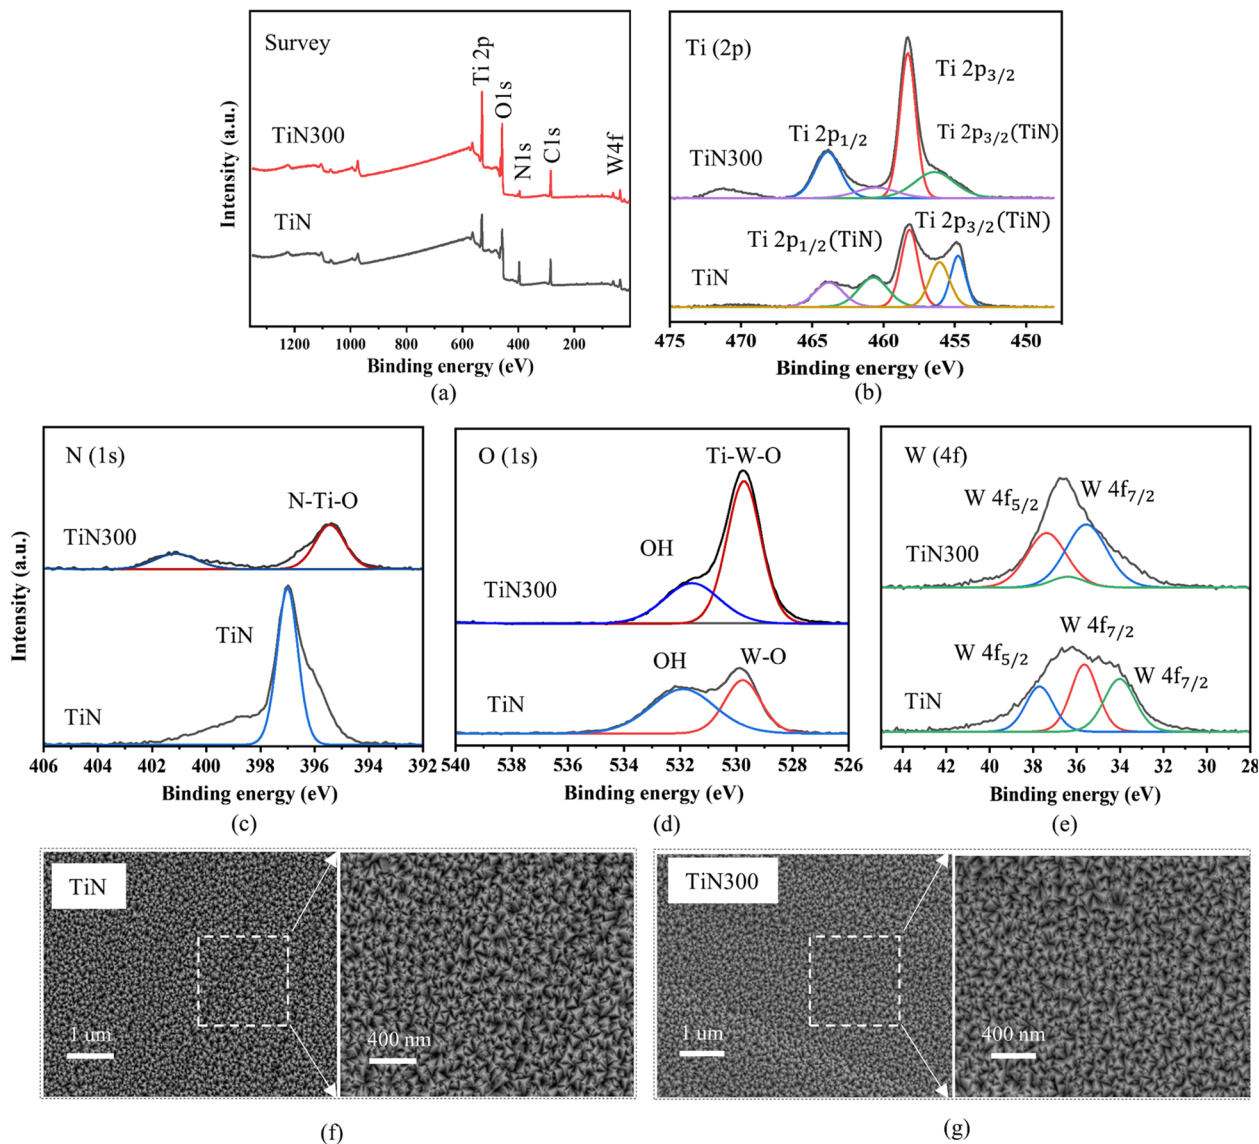 Survey
TiN300
TiN
Ti 2p
O1s
N1s
C1s
W4f
Intensity (a.u.)
1200 1000 800 600 400 200
Binding energy (eV)
(a)
Ti (2p)
Ti 2p3/2
Ti 2p1/2
Ti 2p3/2(TiN)
TiN300
Ti 2p1/2(TiN)
Ti 2p3/2(TiN)
TiN
475 470 465 460 455 450
Binding energy (eV)
(b)
N (1s)
N-Ti-O
TiN300
TiN
TiN
Intensity (a.u.)
406 404 402 400 398 396 394 392
Binding energy (eV)
(c)
O (1s)
Ti-W-O
OH
TiN300
OH
W-O
TiN
540 538 536 534 532 530 528 526
Binding energy (eV)
(d)
W (4f)
W 4f5/2
W 4f7/2
TiN300
W 4f7/2
W 4f5/2
W 4f7/2
TiN
44 42 40 38 36 34 32 30 28
Binding energy (eV)
(e)
TiN
1 um
400 nm
(f)
TiN300
1 um
400 nm
(g)